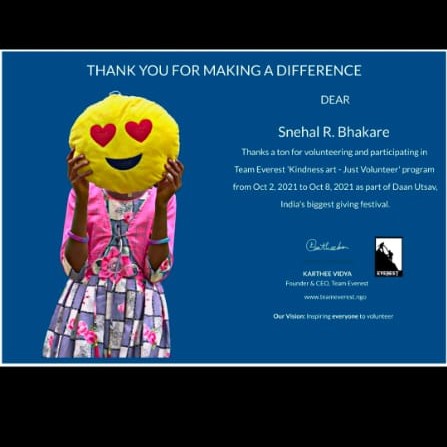 THANK YOU FOR MAKING A DIFFERENCE
DEAR
Snehal R. Bhakare
Thanks a ton for volunteering and participating in
Team Everest 'Kindness art - Just Volunteer' program
from Oct 2, 2021 to Oct 8, 2021 as part of Daan Utsav,
India's biggest giving festival.
EVEREST
KARTHEE VIDYA
Founder & CEO, Team Everest
www.teameverest.ngo
Our Vision: Inspiring everyone to volunteer